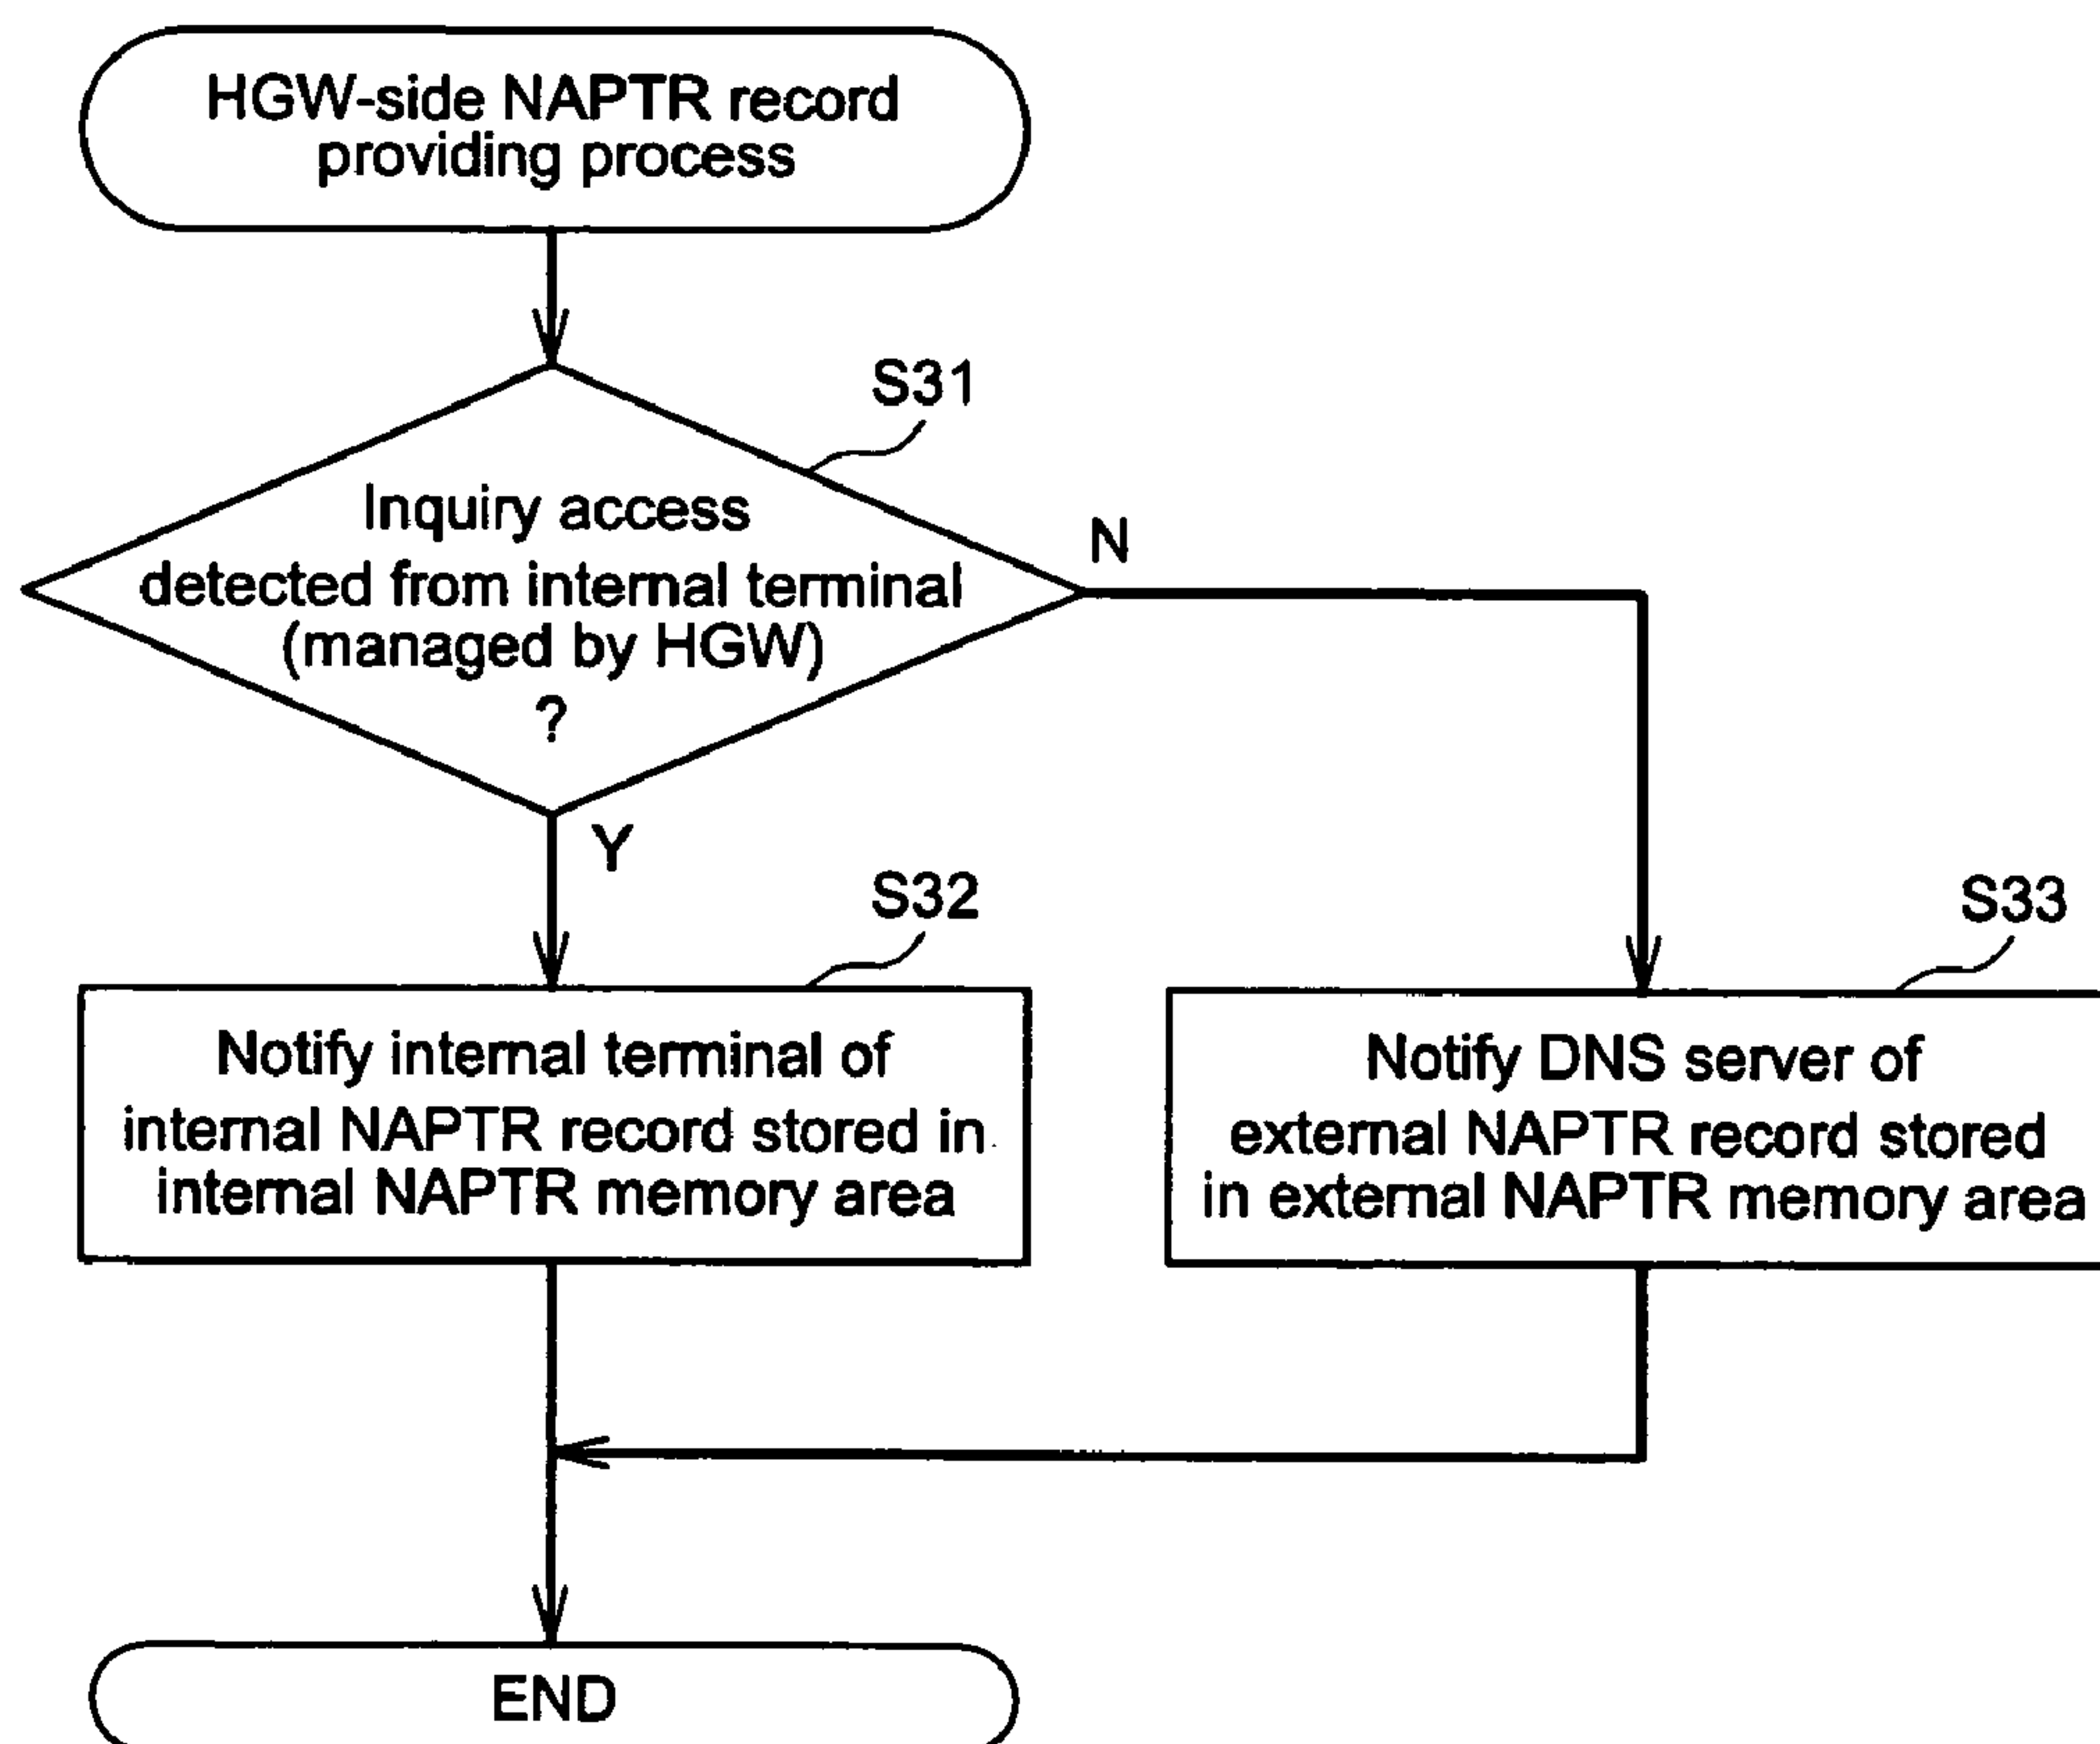 HGW-side NAPTR record
providing process
S31
Inquiry access
detected from internal terminal
(managed by HGW)
?
N
Y
S32
Notify internal terminal of
internal NAPTR record stored in
internal NAPTR memory area
S33
Notify DNS server of
external NAPTR record stored
in external NAPTR memory area
END